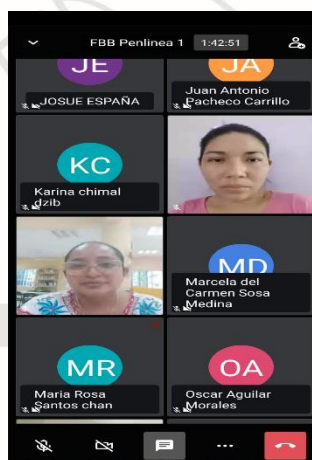 FBB Penlinea 1 1:42:51
JE
JA
JOSUE ESPAÑA
Juan Antonio
Pacheco Carrillo
KC
Karina chimal
dzib
MD
Marcela del
Carmen Sosa
Medina
MR
OA
Maria Rosa
Santos chan
Oscar Aguilar
Morales